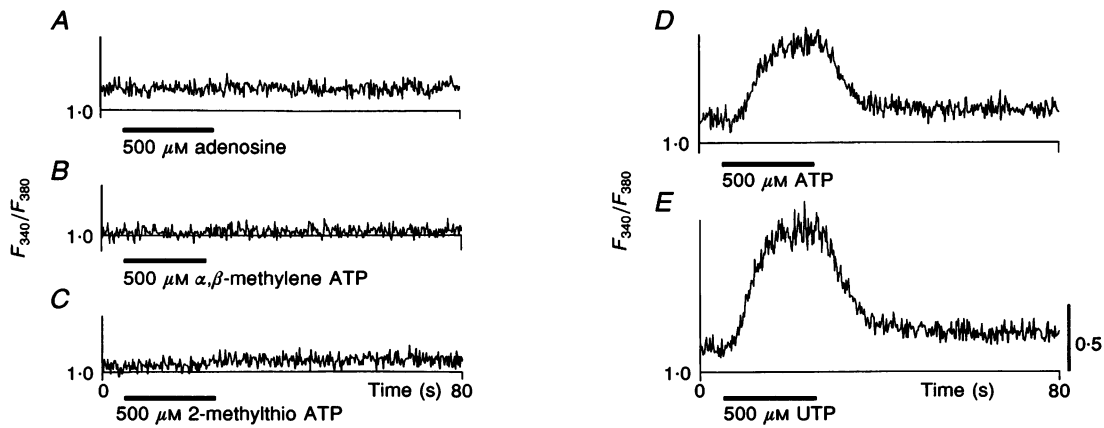 A
1·0
500 μM adenosine
B
1·0
500 μM α,β-methylene ATP
C
1·0
0
Time (s)
80
500 μM 2-methylthio ATP
F340/F380
D
1·0
500 μM ATP
E
1·0
0
Time (s)
80
500 μM UTP
F340/F380
0·5